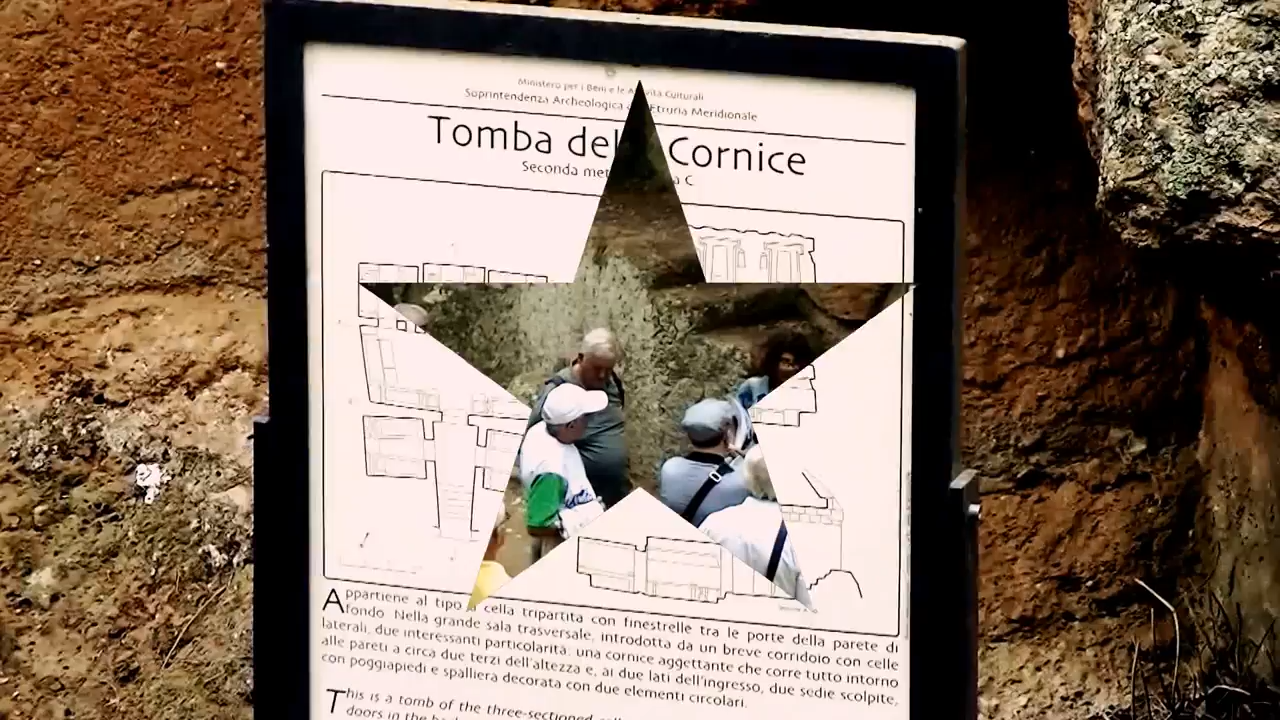 Ministero per i Beni e le Attività Culturali
Soprintendenza Archeologica Etruria Meridionale
Tomba del Cornice
Seconda met a C
Appartiene al tipo a cella tripartita con finestrelle tra le porte della parete di
fondo. Nella grande sala trasversale, introdotta da un breve corridoio con celle
laterali, due interessanti particolarità: una cornice aggettante che corre tutto intorno
alle pareti a circa due terzi dell'altezza e, ai due lati dell'ingresso, due sedie scolpite,
con poggiapiedi e spalliera decorata con due elementi circolari.
This is a tomb of the three-sectioned
doors in the